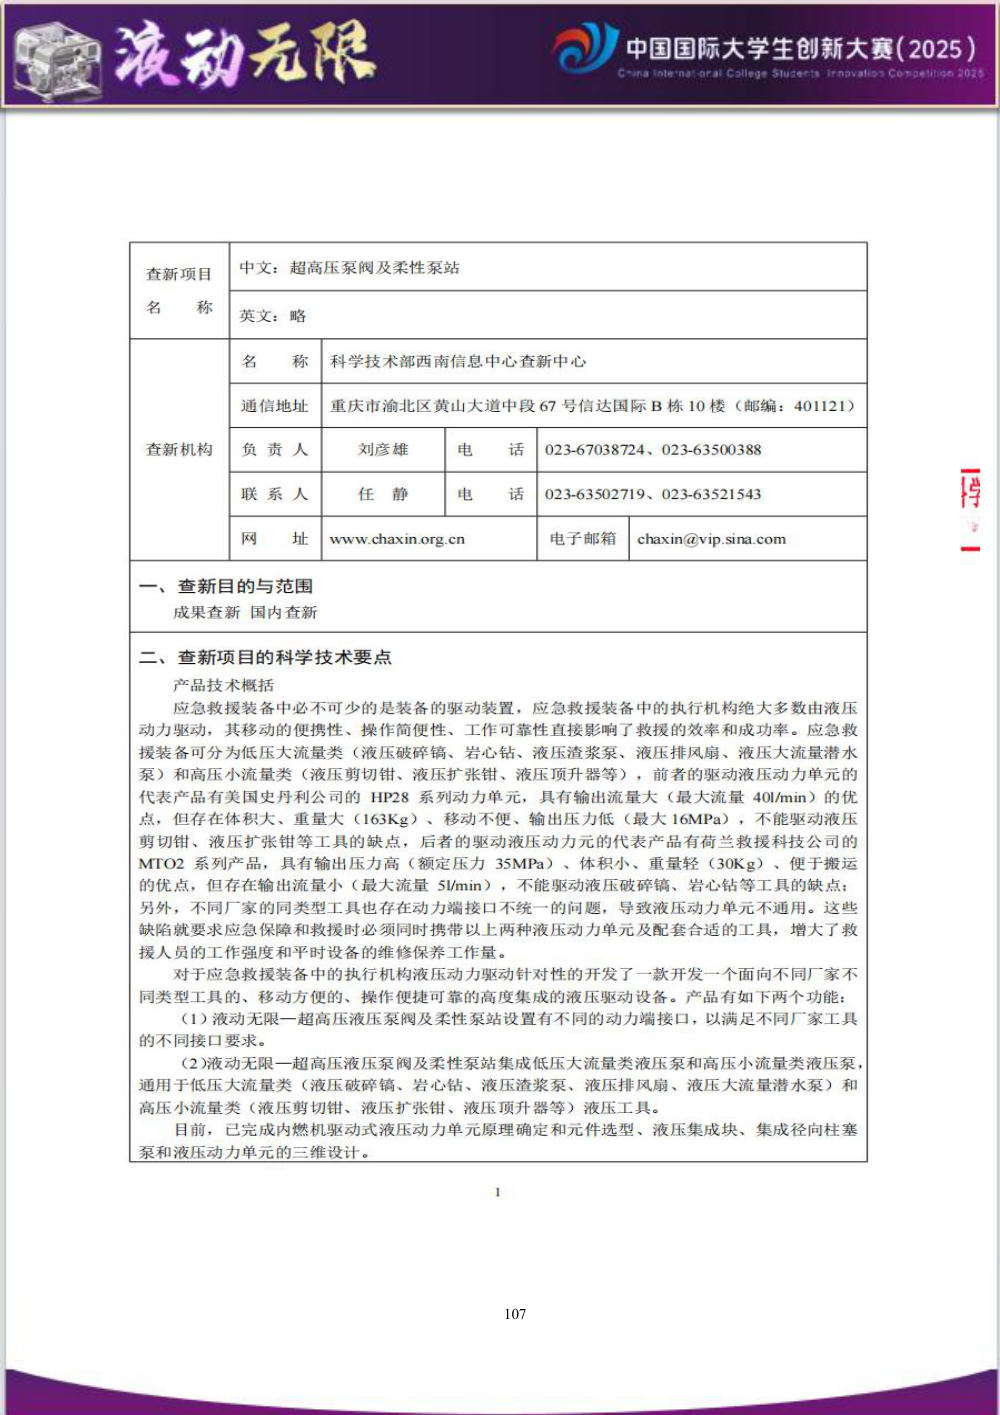 液动无限
中国国际大学生创新大赛(2025)
China International College Students' Innovation Competition 2025
查新项目
名 称
中文：超高压泵阀及柔性泵站
英文：略
查新机构
名 称 科学技术部西南信息中心查新中心
通信地址 重庆市渝北区黄山大道中段 67 号信达国际 B 栋 10 楼（邮编：401121）
负 责 人 刘彦雄 电 话 023-67038724、023-63500388
联 系 人 任 静 电 话 023-63502719、023-63521543
网 址 www.chaxin.org.cn 电子邮箱 chaxin@vip.sina.com
一、查新目的与范围
成果查新 国内查新
二、查新项目的科学技术要点
产品技术概括
应急救援装备中必不可少的是装备的驱动装置，应急救援装备中的执行机构绝大多数由液压
动力驱动，其移动的便携性、操作简便性、工作可靠性直接影响了救援的效率和成功率。应急救
援装备可分为低压大流量类（液压破碎镐、岩心钻、液压渣浆泵、液压排风扇、液压大流量潜水
泵）和高压小流量类（液压剪切钳、液压扩张钳、液压顶升器等），前者的驱动液压动力单元的
代表产品有美国史丹利公司的 HP28 系列动力单元，具有输出流量大（最大流量 40l/min）的优
点，但存在体积大、重量大（163Kg）、移动不便、输出压力低（最大 16MPa），不能驱动液压
剪切钳、液压扩张钳等工具的缺点，后者的驱动液压动力元的代表产品有荷兰救援科技公司的
MTO2 系列产品，具有输出压力高（额定压力 35MPa）、体积小、重量轻（30Kg）、便于搬运
的优点，但存在输出流量小（最大流量 5l/min），不能驱动液压破碎镐、岩心钻等工具的缺点；
另外，不同厂家的同类型工具也存在动力端接口不统一的问题，导致液压动力单元不通用。这些
缺陷就要求应急保障和救援时必须同时携带以上两种液压动力单元及配套合适的工具，增大了救
援人员的工作强度和平时设备的维修保养工作量。
对于应急救援装备中的执行机构液压动力驱动针对性的开发了一款开发一个面向不同厂家不
同类型工具的、移动方便的、操作便捷可靠的高度集成的液压驱动设备。产品有如下两个功能：
（1）液动无限—超高压液压泵阀及柔性泵站设置有不同的动力端接口，以满足不同厂家工具
的不同接口要求。
（2）液动无限—超高压液压泵阀及柔性泵站集成低压大流量类液压泵和高压小流量类液压泵，
通用于低压大流量类（液压破碎镐、岩心钻、液压渣浆泵、液压排风扇、液压大流量潜水泵）和
高压小流量类（液压剪切钳、液压扩张钳、液压顶升器等）液压工具。
目前，已完成内燃机驱动式液压动力单元原理确定和元件选型、液压集成块、集成径向柱塞
泵和液压动力单元的三维设计。
1
107